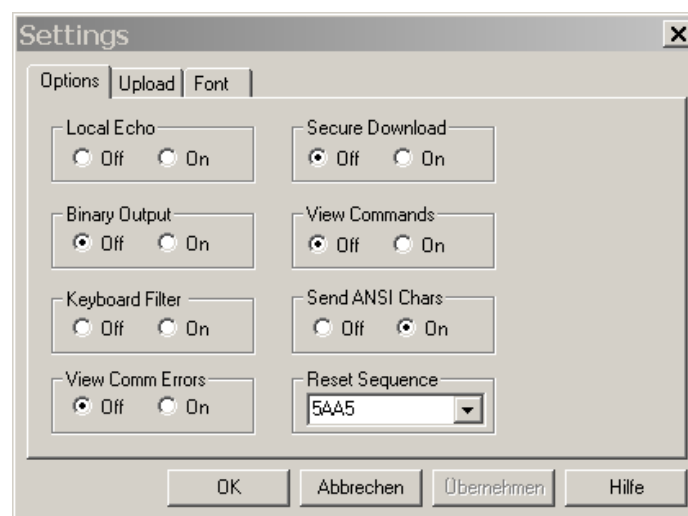 Settings
Options Upload Font
Local Echo
Off On
Secure Download
Off On
Binary Output
Off On
View Commands
Off On
Keyboard Filter
Off On
Send ANSI Chars
Off On
View Comm Errors
Off On
Reset Sequence
5AA5
OK Abbrechen Übernehmen Hilfe